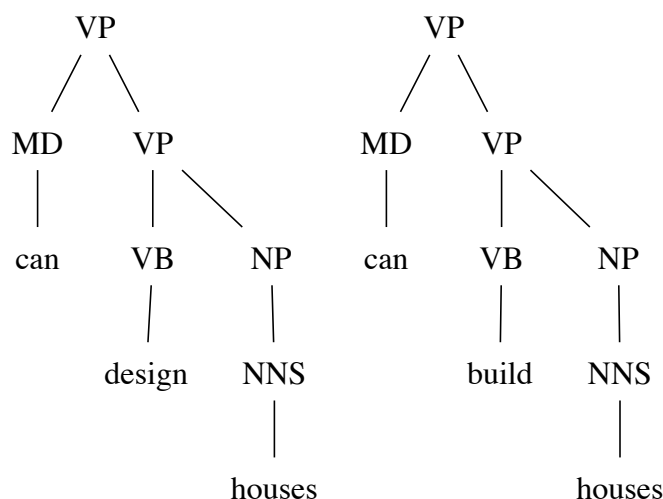 VP VP
MD VP MD VP
can VB NP can VB NP
design NNS build NNS
houses houses